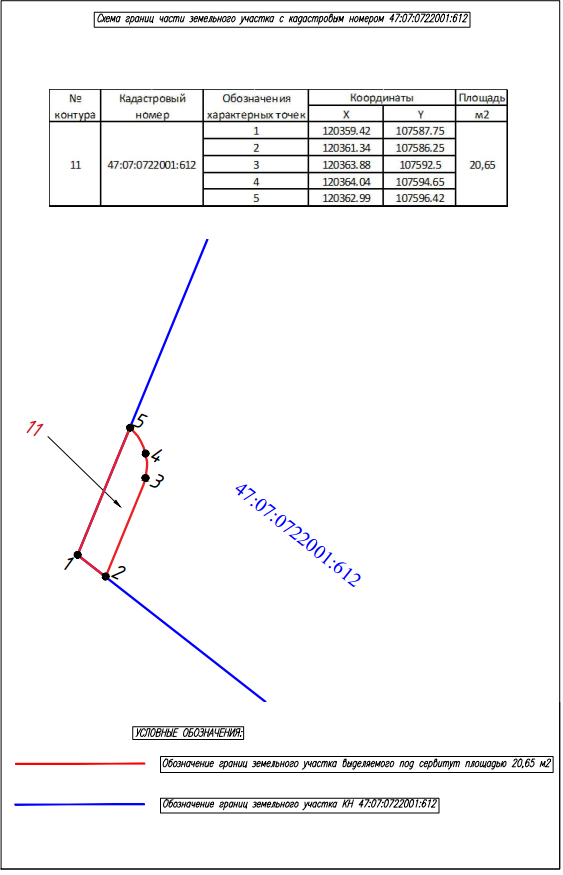 Схема границ части земельного участка с кадастровым номером 47:07:0722001:612
№ контура Кадастровый номер Обозначения характерных точек Координаты Площадь
X Y м2
11 47:07:0722001:612 1 120359.42 107587.75 20,65
2 120361.34 107586.25
3 120363.88 107592.5
4 120364.04 107594.65
5 120362.99 107596.42
5
11
4
3
47:07:0722001:612
1
2
УСЛОВНЫЕ ОБОЗНАЧЕНИЯ:
Обозначение границ земельного участка выделяемого под сервитут площадью 20,65 м2
Обозначение границ земельного участка КН 47:07:0722001:612